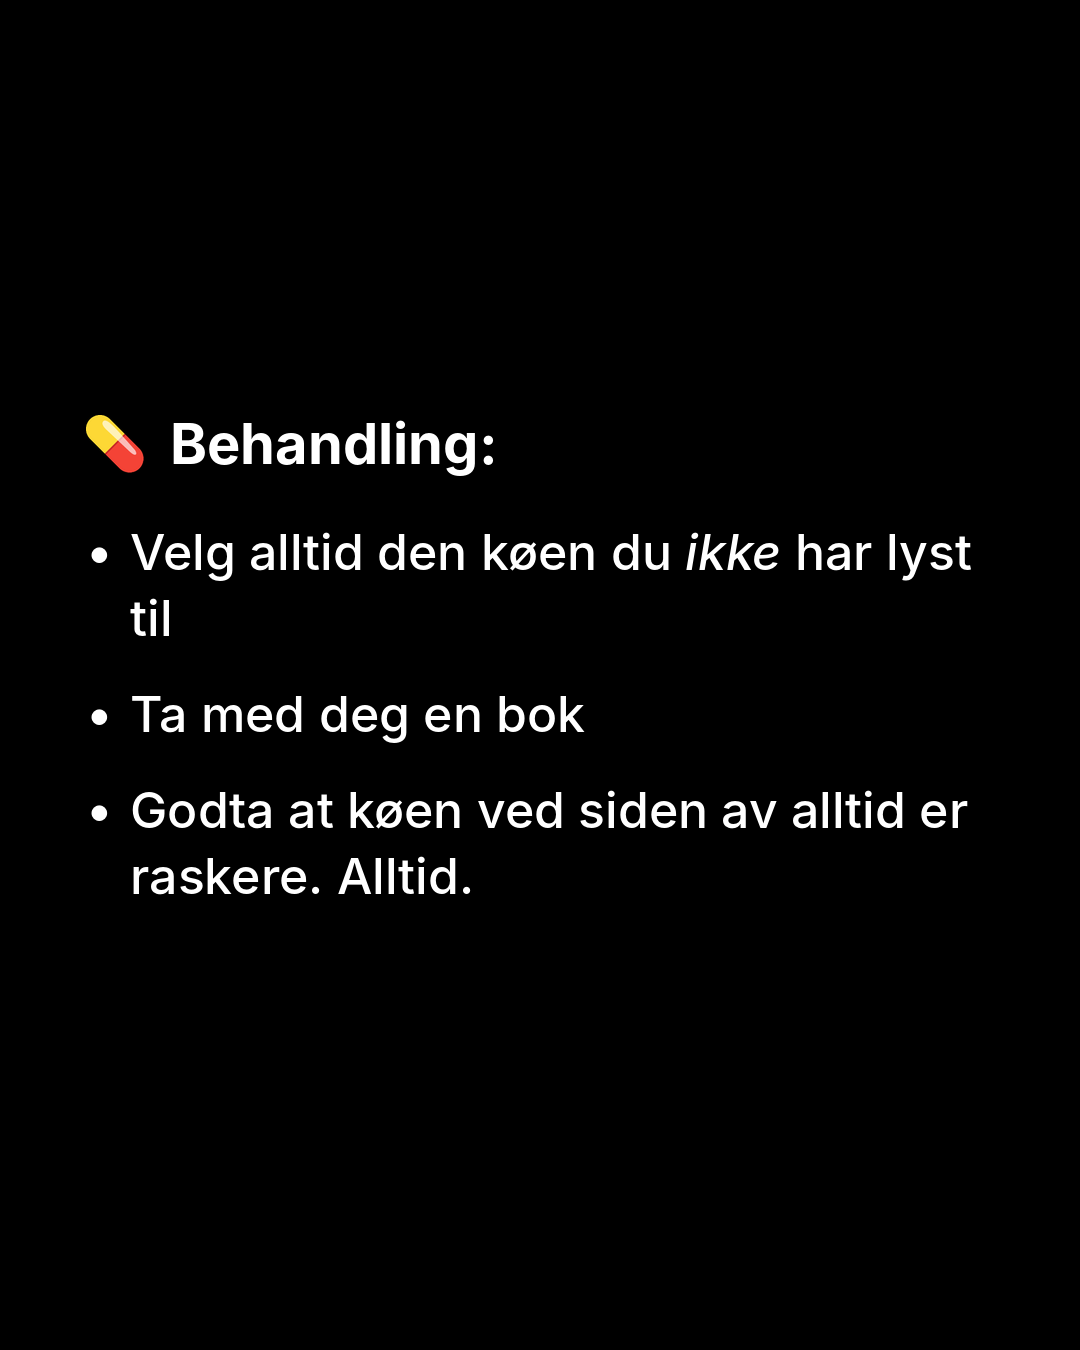 💊 Behandling:
• Velg alltid den køen du ikke har lyst
til
• Ta med deg en bok
• Godta at køen ved siden av alltid er
raskere. Alltid.